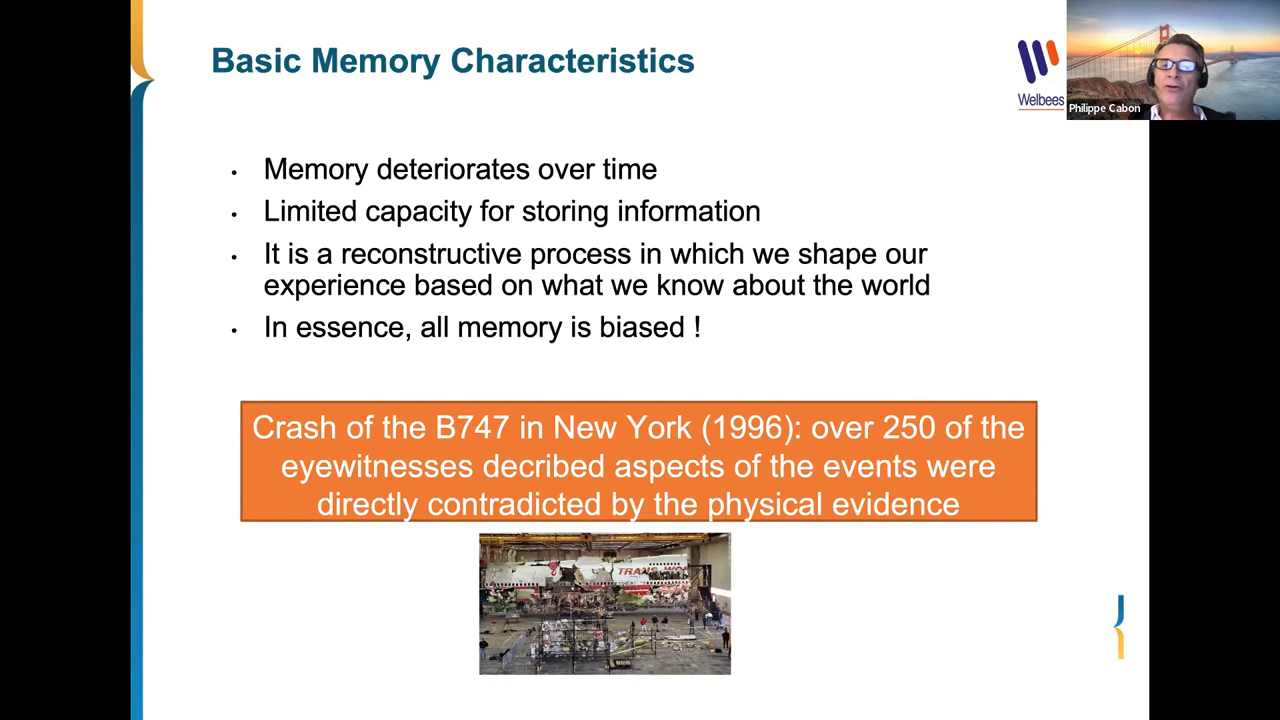 Basic Memory Characteristics
Welbees
Philippe Cabon
• Memory deteriorates over time
• Limited capacity for storing information
• It is a reconstructive process in which we shape our
experience based on what we know about the world
• In essence, all memory is biased !
Crash of the B747 in New York (1996): over 250 of the
eyewitnesses decribed aspects of the events were
directly contradicted by the physical evidence
TRANS WO